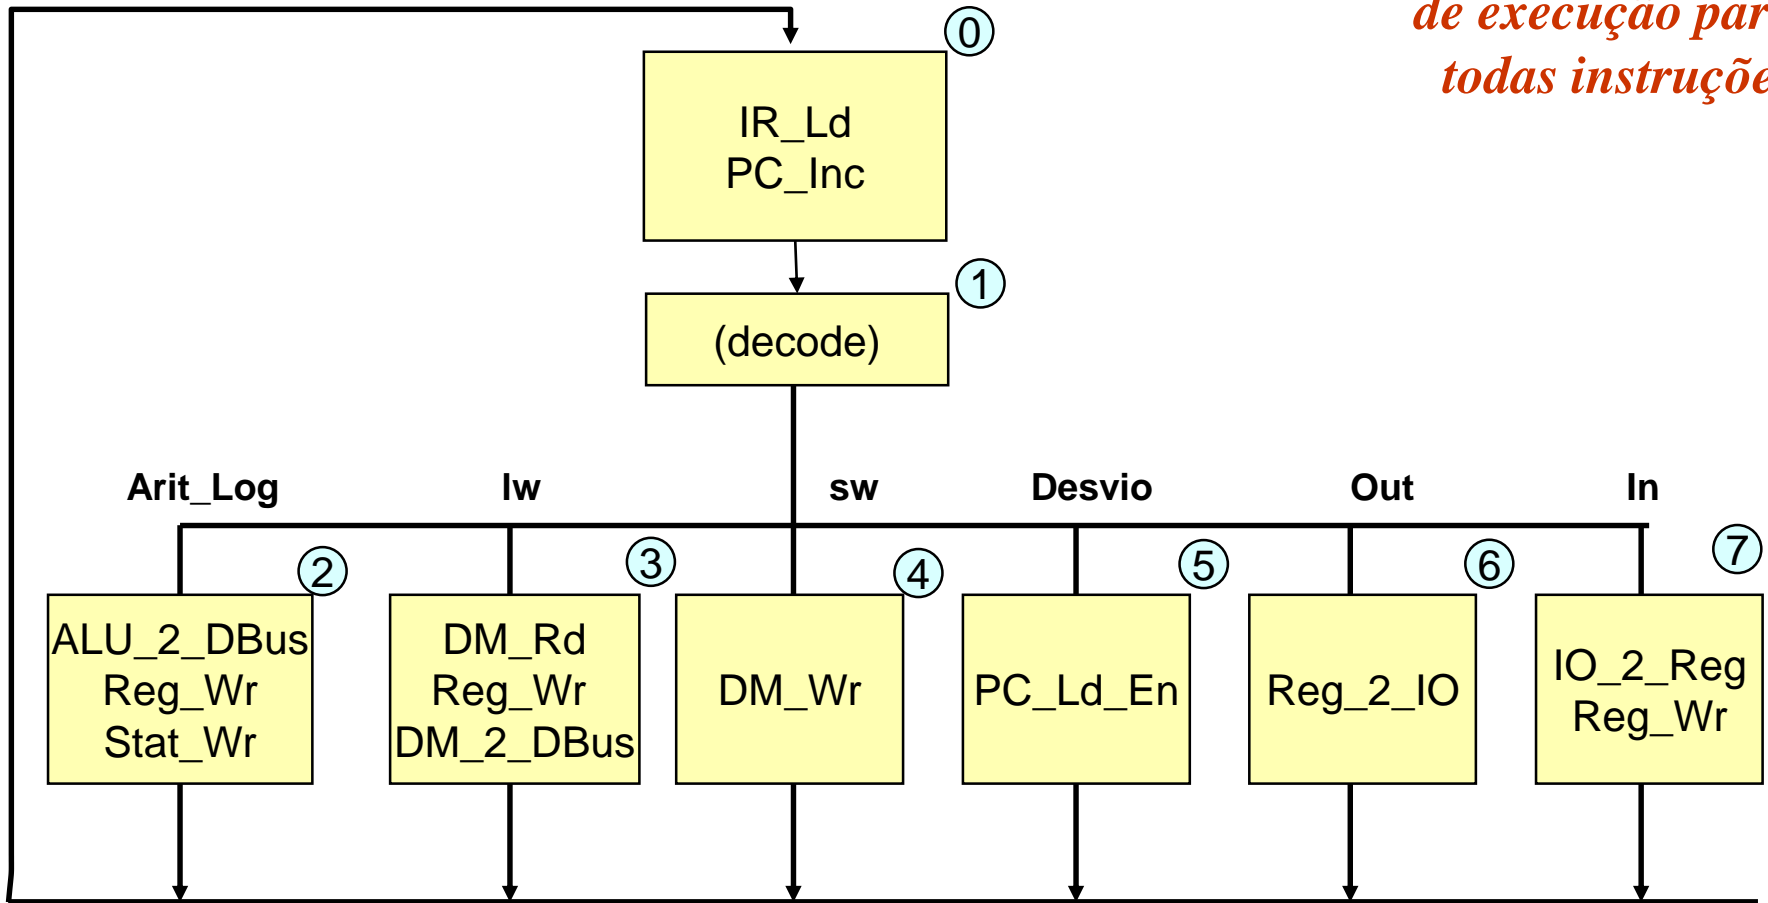 de execução par
todas instruçõe
0
IR_Ld
PC_Inc
1
(decode)
Arit_Log
lw
sw
Desvio
Out
In
2
3
4
5
6
7
ALU_2_DBus
Reg_Wr
Stat_Wr
DM_Rd
Reg_Wr
DM_2_DBus
DM_Wr
PC_Ld_En
Reg_2_IO
IO_2_Reg
Reg_Wr